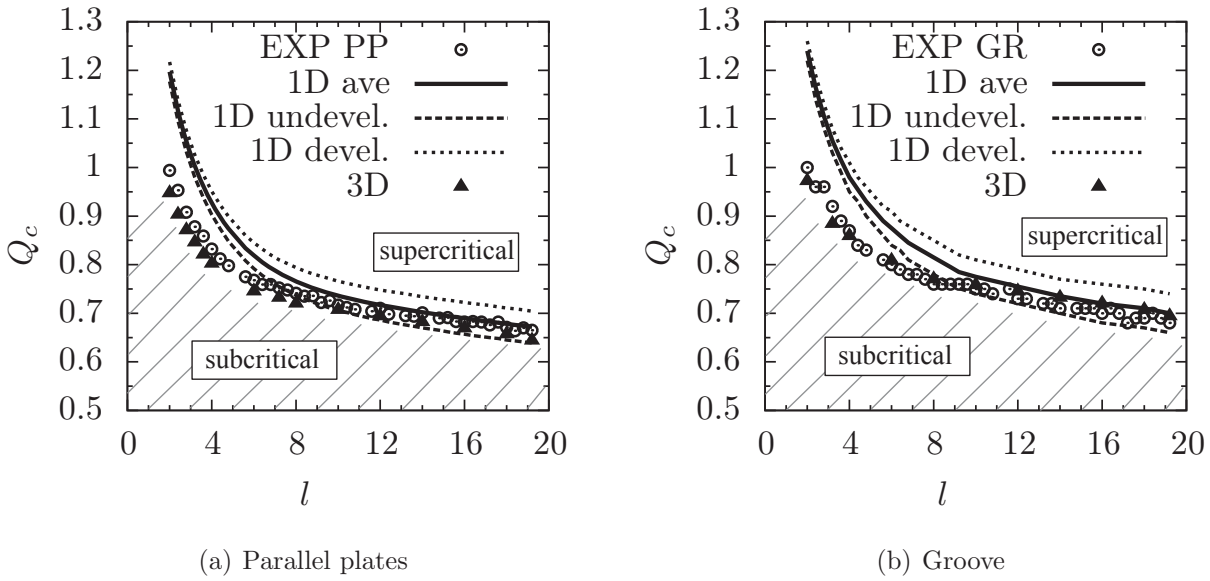 1.3
1.2
1.1
1
0.9
0.8
0.7
0.6
0.5
Q_c
0 4 8 12 16 20
l
EXP PP
1D ave
1D undevel.
1D devel.
3D
supercritical
subcritical
(a) Parallel plates
1.3
1.2
1.1
1
0.9
0.8
0.7
0.6
0.5
Q_c
0 4 8 12 16 20
l
EXP GR
1D ave
1D undevel.
1D devel.
3D
supercritical
subcritical
(b) Groove